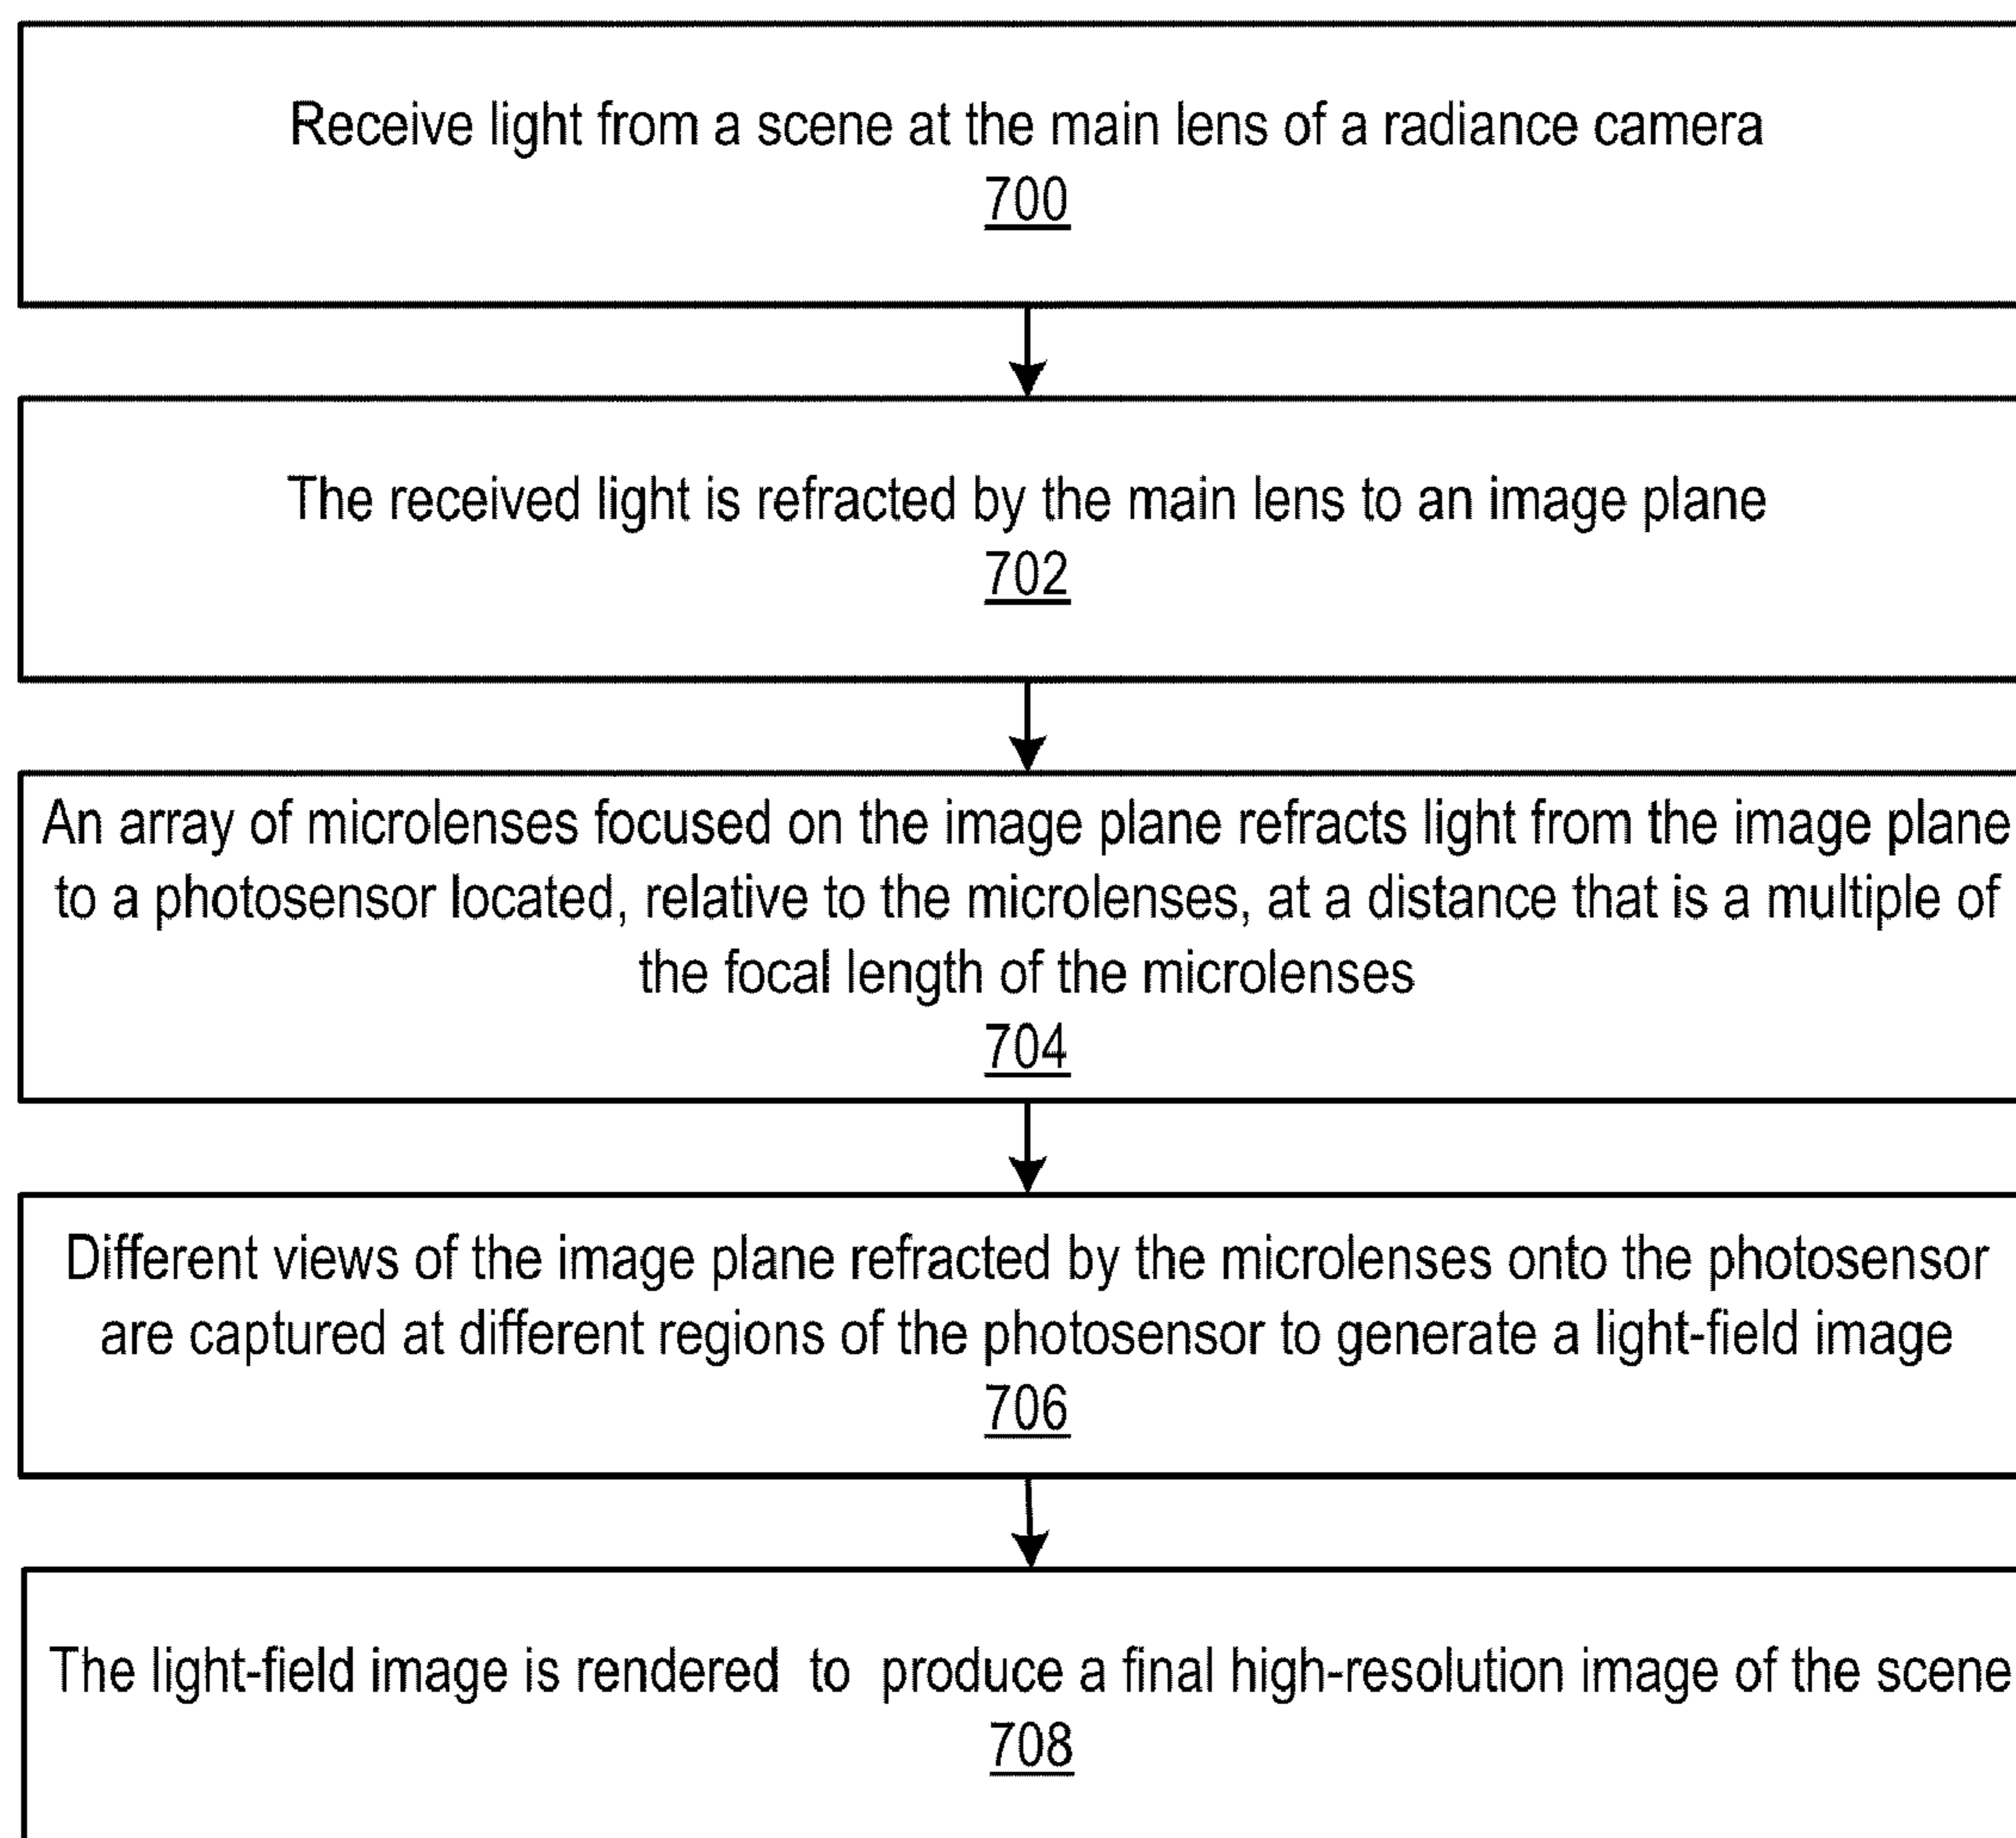 Receive light from a scene at the main lens of a radiance camera
700
The received light is refracted by the main lens to an image plane
702
An array of microlenses focused on the image plane refracts light from the image plane
to a photosensor located, relative to the microlenses, at a distance that is a multiple of
the focal length of the microlenses
704
Different views of the image plane refracted by the microlenses onto the photosensor
are captured at different regions of the photosensor to generate a light-field image
706
The light-field image is rendered to produce a final high-resolution image of the scene
708